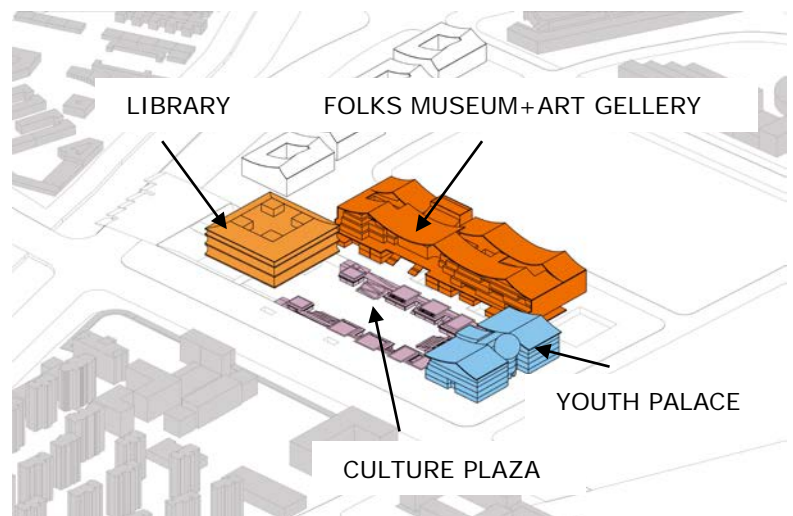 LIBRARY
FOLKS MUSEUM+ART GELLERY
YOUTH PALACE
CULTURE PLAZA